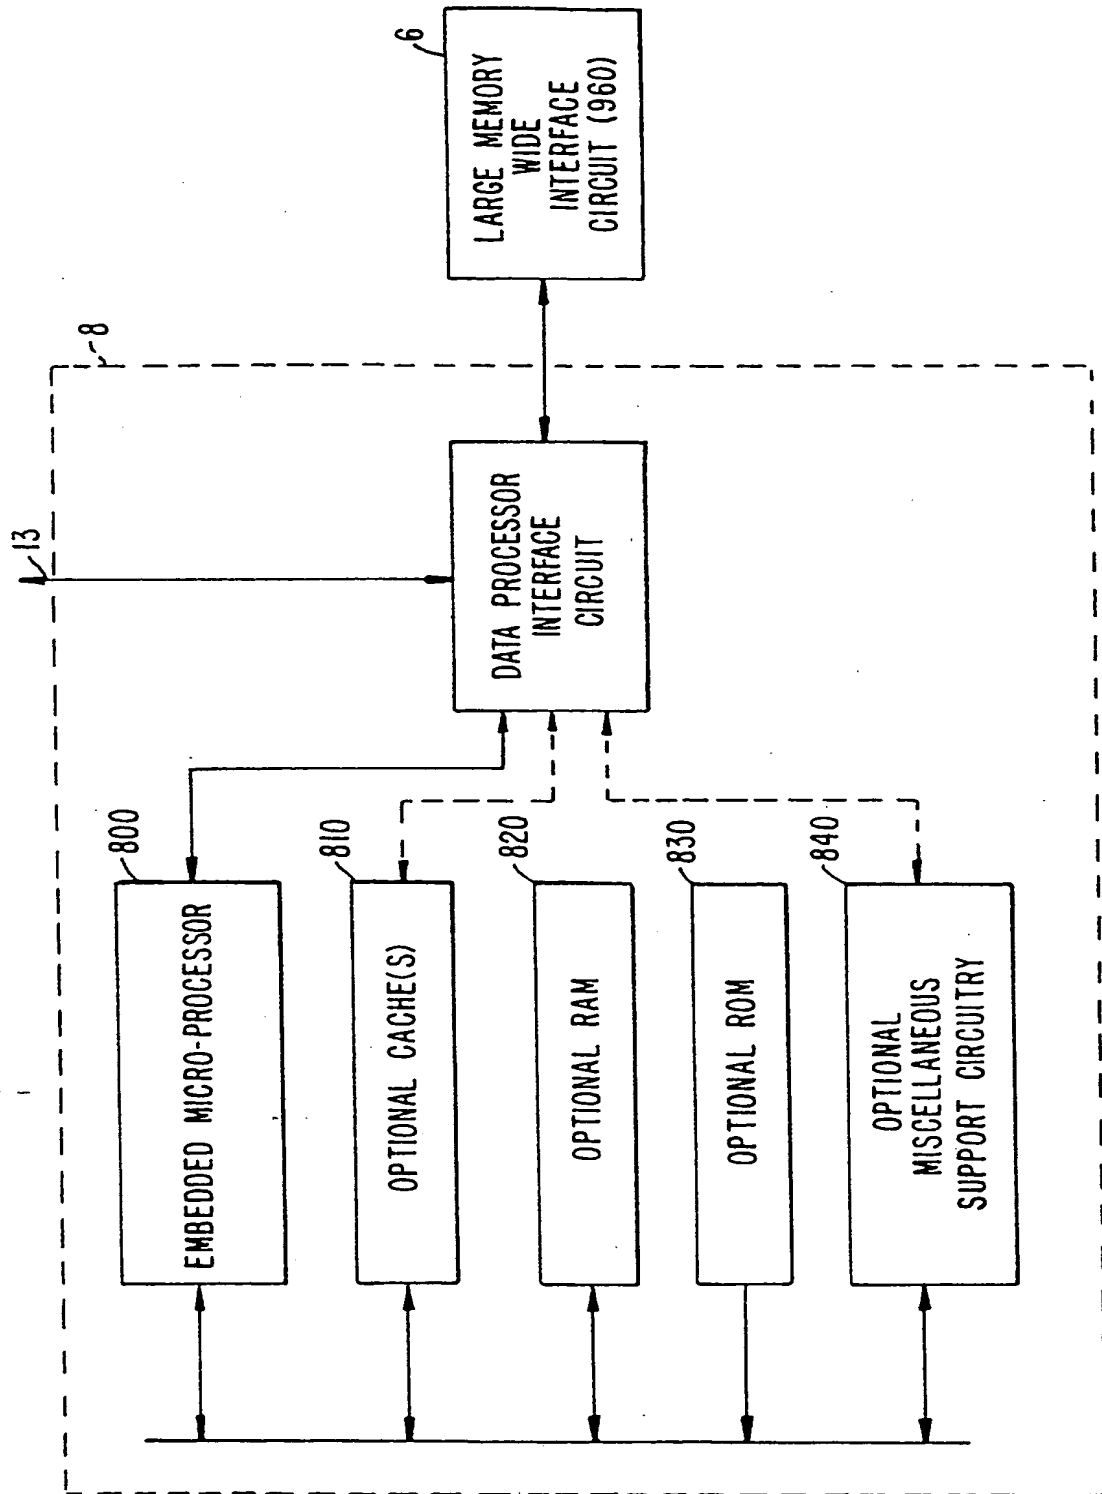 6
LARGE MEMORY
WIDE
INTERFACE
CIRCUIT (960)
8
13
DATA PROCESSOR
INTERFACE
CIRCUIT
800
EMBEDDED MICRO-PROCESSOR
810
OPTIONAL CACHE(S)
820
OPTIONAL RAM
830
OPTIONAL ROM
840
OPTIONAL
MISCELLANEOUS
SUPPORT CIRCUITRY